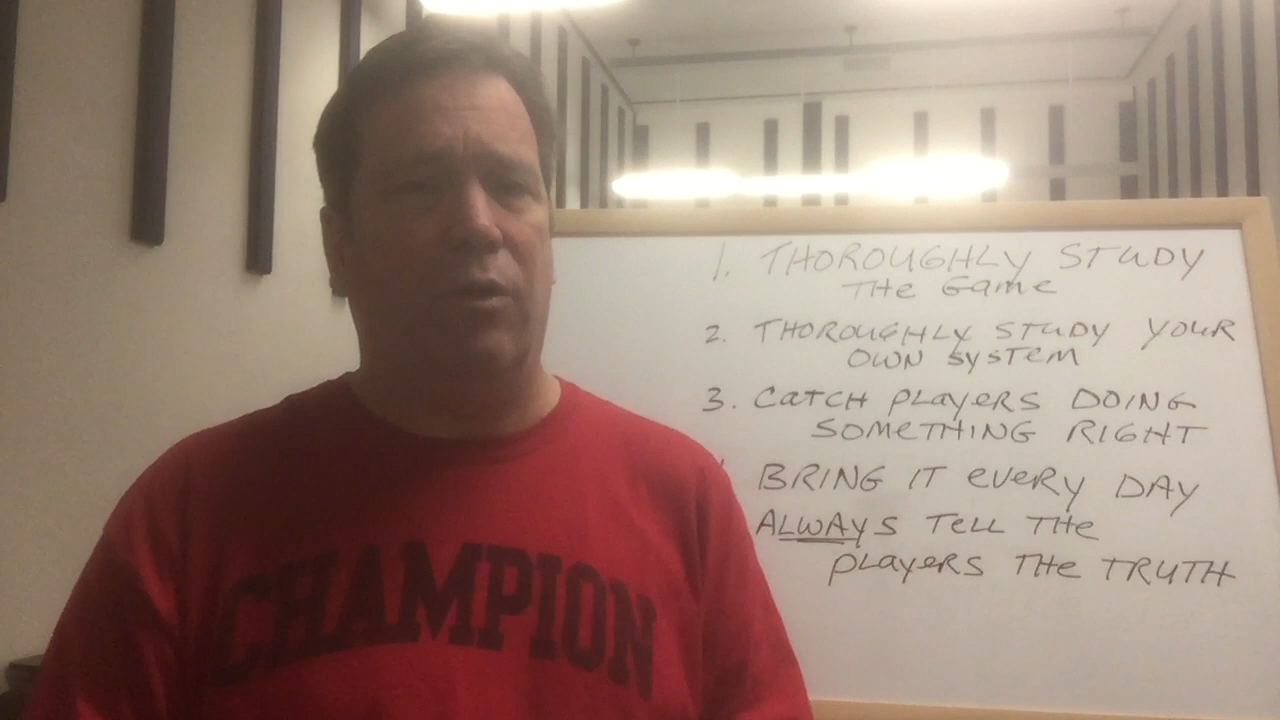 1. THOROUGHLY STUDY
THE GAME
2. THOROUGHLY STUDY YOUR
OWN SYSTEM
3. CATCH PLAYERS DOING
SOMETHING RIGHT
BRING IT EVERY DAY
ALWAYS TELL THE
PLAYERS THE TRUTH
CHAMPION